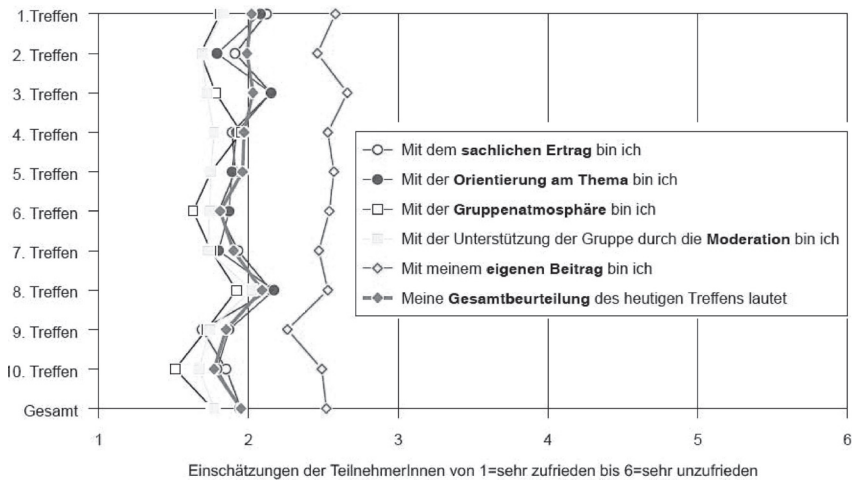 1.Treffen
2. Treffen
3. Treffen
4. Treffen
5. Treffen
6. Treffen
7. Treffen
8. Treffen
9. Treffen
10. Treffen
Gesamt
Mit dem sachlichen Ertrag bin ich
Mit der Orientierung am Thema bin ich
Mit der Gruppenatmosphäre bin ich
Mit der Unterstützung der Gruppe durch die Moderation bin ich
Mit meinem eigenen Beitrag bin ich
Meine Gesamtbeurteilung des heutigen Treffens lautet
1 2 3 4 5 6
Einschätzungen der TeilnehmerInnen von 1=sehr zufrieden bis 6=sehr unzufrieden